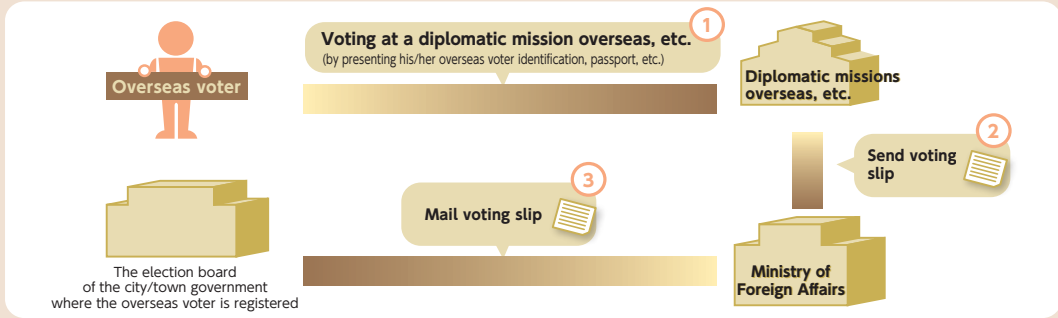 1
Voting at a diplomatic mission overseas, etc.
(by presenting his/her overseas voter identification, passport, etc.)
Overseas voter
Diplomatic missions
overseas, etc.
2
Send voting
slip
3
Mail voting slip
The election board
of the city/town government
where the overseas voter is registered
Ministry of
Foreign Affairs